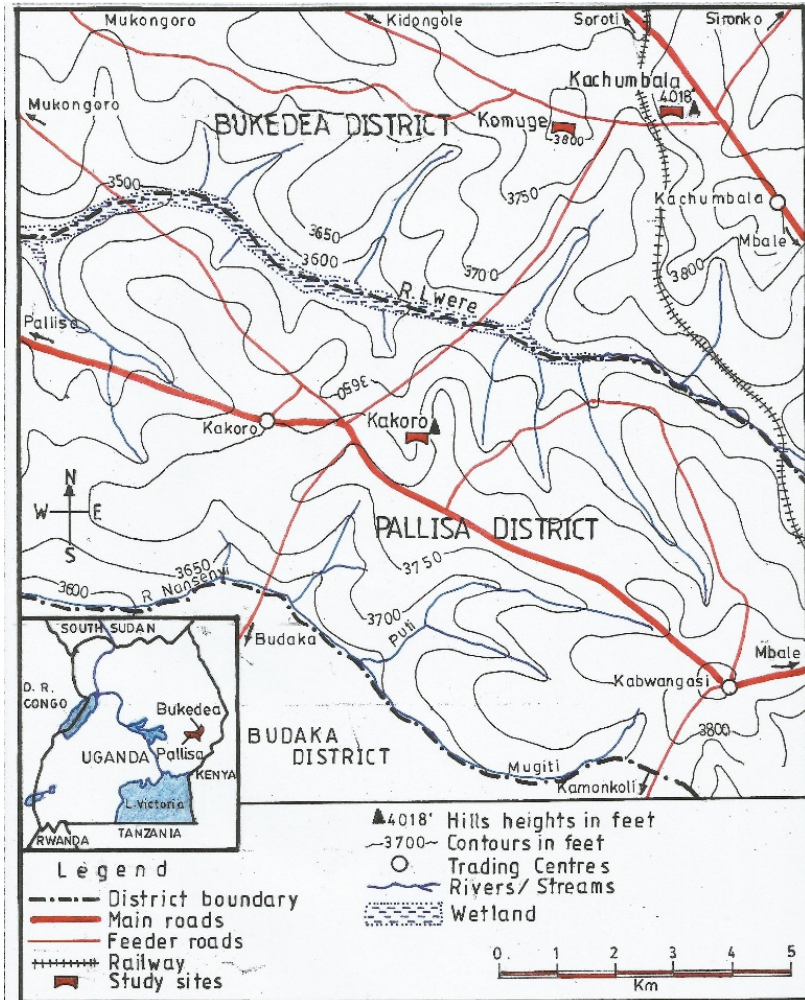 Mukongoro
Kidongole
Soroti
Sironko
Kachumbala
4018'
Mukongoro
BUKEDEA DISTRICT
Komuge
3800
3500
3750
Kachumbala
Mbale
3650
3600
3700
3800
R.Lwere
Pallisa
3650
Kakoro
Kakoro
N
W E
S
PALLISA DISTRICT
3750
3650
3600
R Nansenyi
3700
Budaka
Puti
Mbale
Kabwangasi
3800
BUDAKA
DISTRICT
Mugiti
Kamonkoli
SOUTH SUDAN
D. R.
CONGO
Bukedea
UGANDA
Pallisa
KENYA
L.Victoria
RWANDA
TANZANIA
Legend
District boundary
Main roads
Feeder roads
Railway
Study sites
4018' Hills heights in feet
3700 Contours in feet
Trading Centres
Rivers/ Streams
Wetland
0 1 2 3 4 5
Km